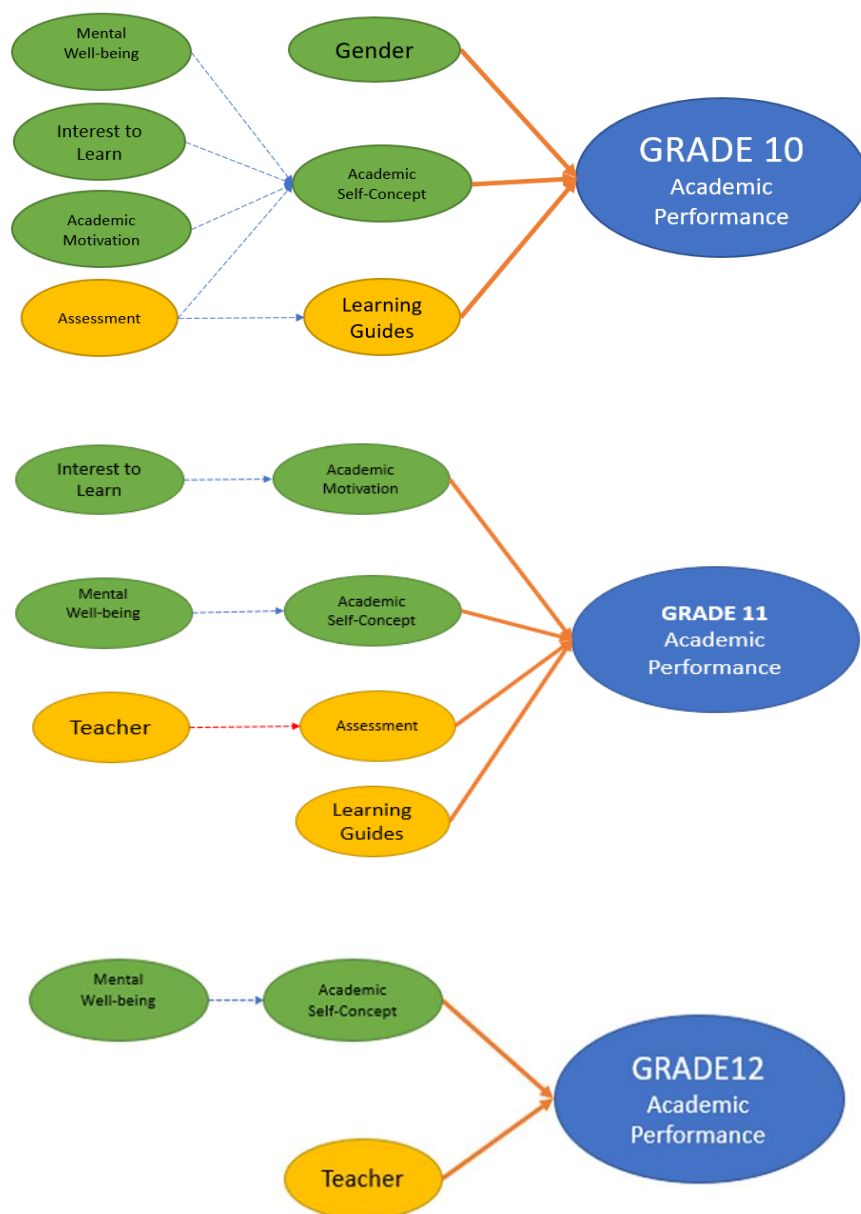 Mental
Well-being
Gender
Interest to
Learn
Academic
Self-Concept
GRADE 10
Academic
Performance
Academic
Motivation
Assessment
Learning
Guides
Interest to
Learn
Academic
Motivation
Mental
Well-being
Academic
Self-Concept
GRADE 11
Academic
Performance
Teacher
Assessment
Learning
Guides
Mental
Well-being
Academic
Self-Concept
GRADE12
Academic
Performance
Teacher